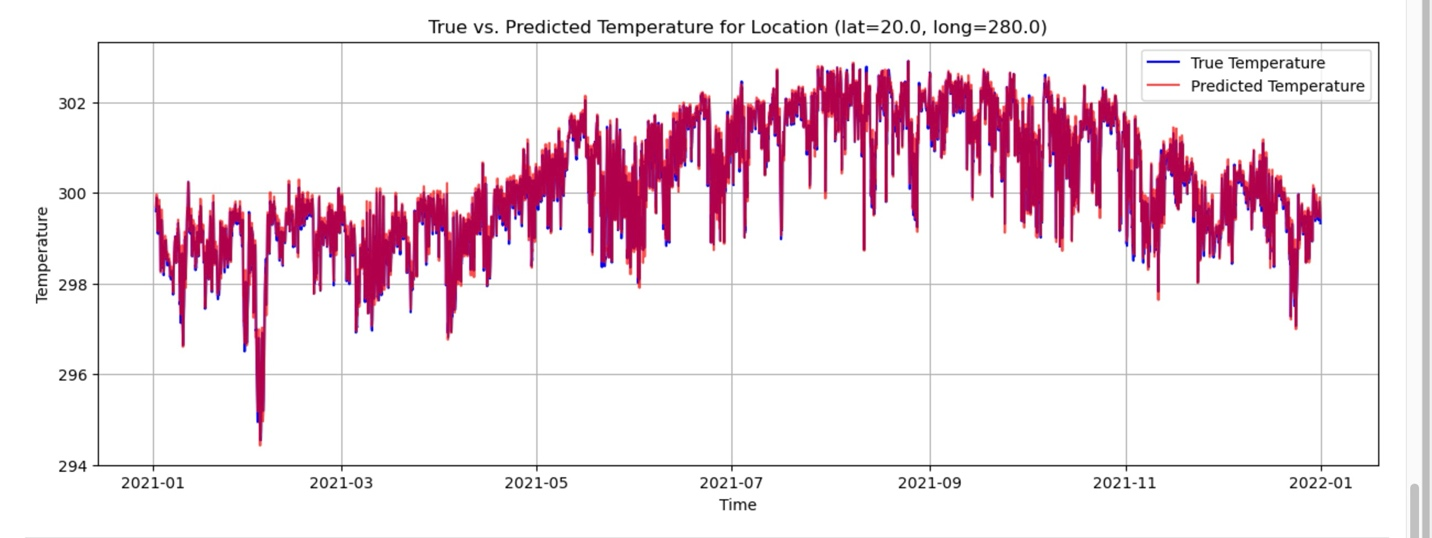 True vs. Predicted Temperature for Location (lat=20.0, long=280.0)
True Temperature
Predicted Temperature
302
300
298
296
294
Temperature
2021-01 2021-03 2021-05 2021-07 2021-09 2021-11 2022-01
Time